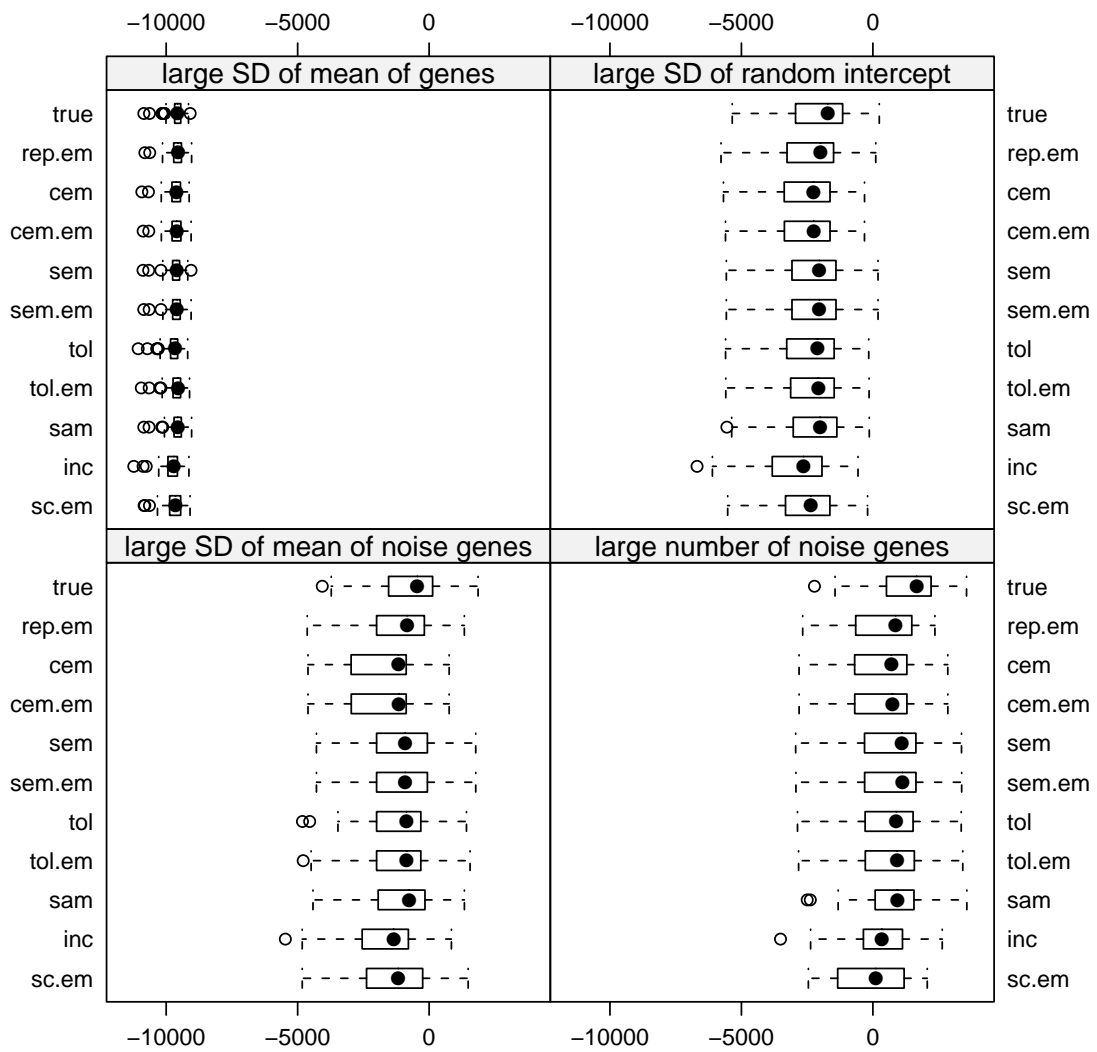 −10000 −5000 0 −10000 −5000 0
large SD of mean of genes large SD of random intercept
true true
rep.em rep.em
cem cem
cem.em cem.em
sem sem
sem.em sem.em
tol tol
tol.em tol.em
sam sam
inc inc
sc.em sc.em
large SD of mean of noise genes large number of noise genes
true true
rep.em rep.em
cem cem
cem.em cem.em
sem sem
sem.em sem.em
tol tol
tol.em tol.em
sam sam
inc inc
sc.em sc.em
−10000 −5000 0 −10000 −5000 0